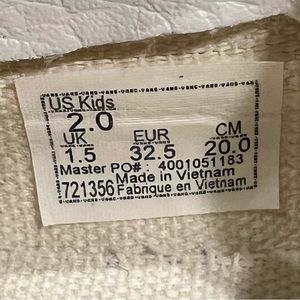 US Kids
2.0
UK EUR CM
1.5 32.5 20.0
Master PO# - 4001051183
Made in Vietnam
721356 Fabrique en Vietnam